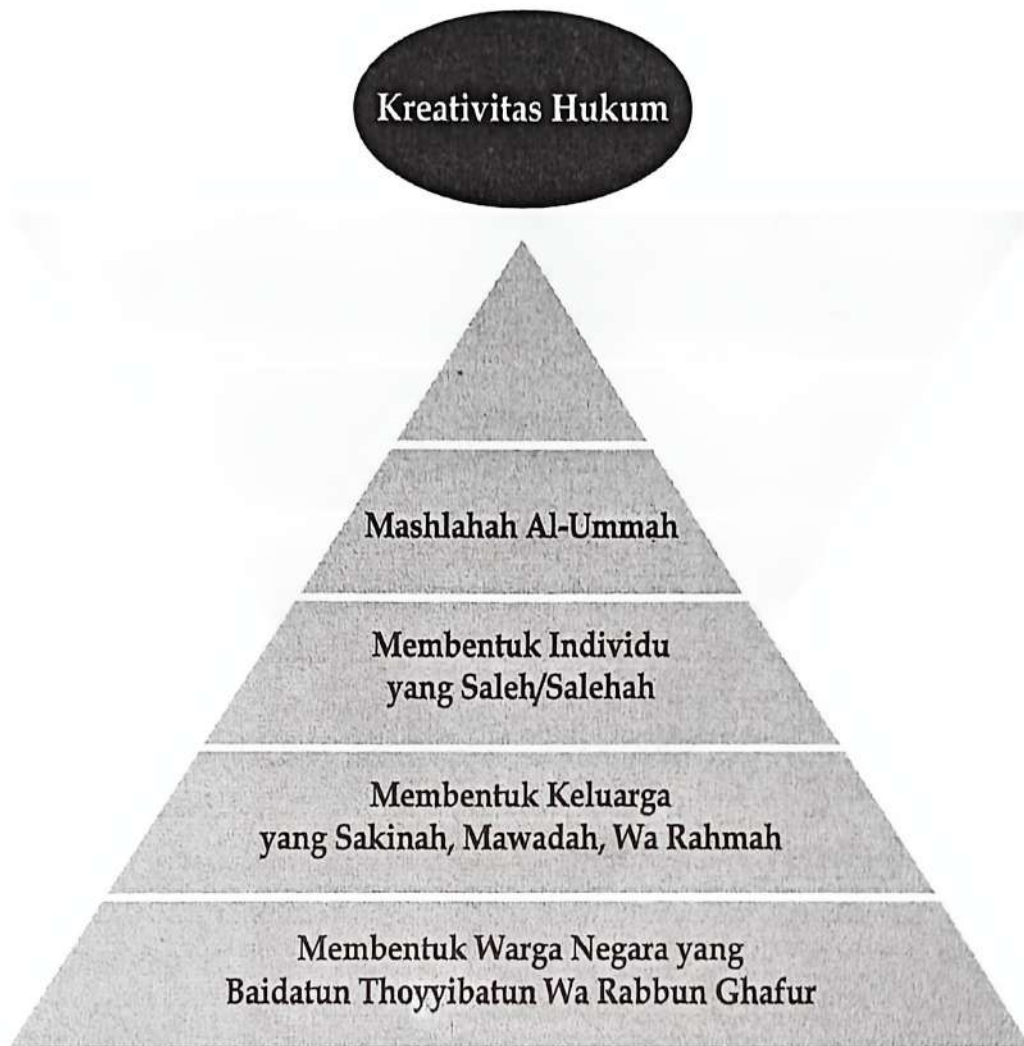 Kreativitas Hukum
Mashlahah Al-Ummah
Membentuk Individu
yang Saleh/Salehah
Membentuk Keluarga
yang Sakinah, Mawadah, Wa Rahmah
Membentuk Warga Negara yang
Baidatun Thoyyibatun Wa Rabbun Ghafur